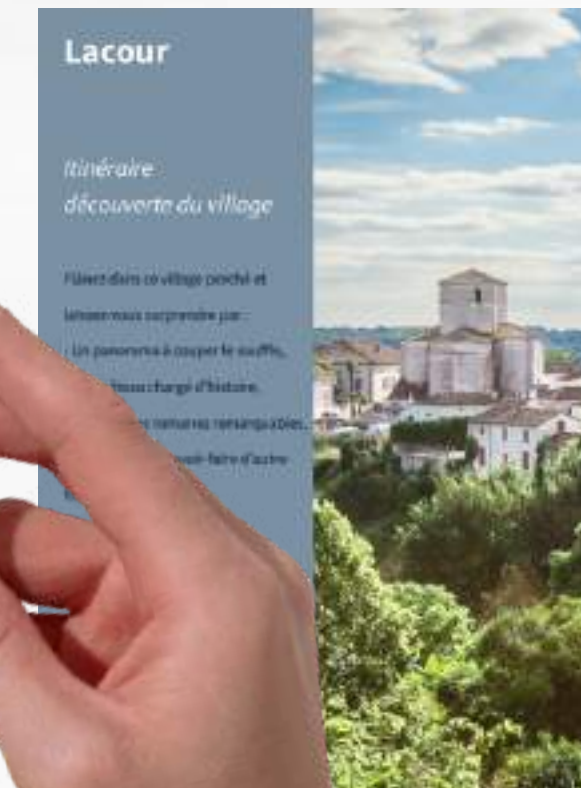 Lacour
Itinéraire
découverte du village
Flânez dans ce village perché et
laissez-vous surprendre par :
- Un panorama à couper le souffle,
chargé d'histoire,
romanes remarquables,
-faire d'autre